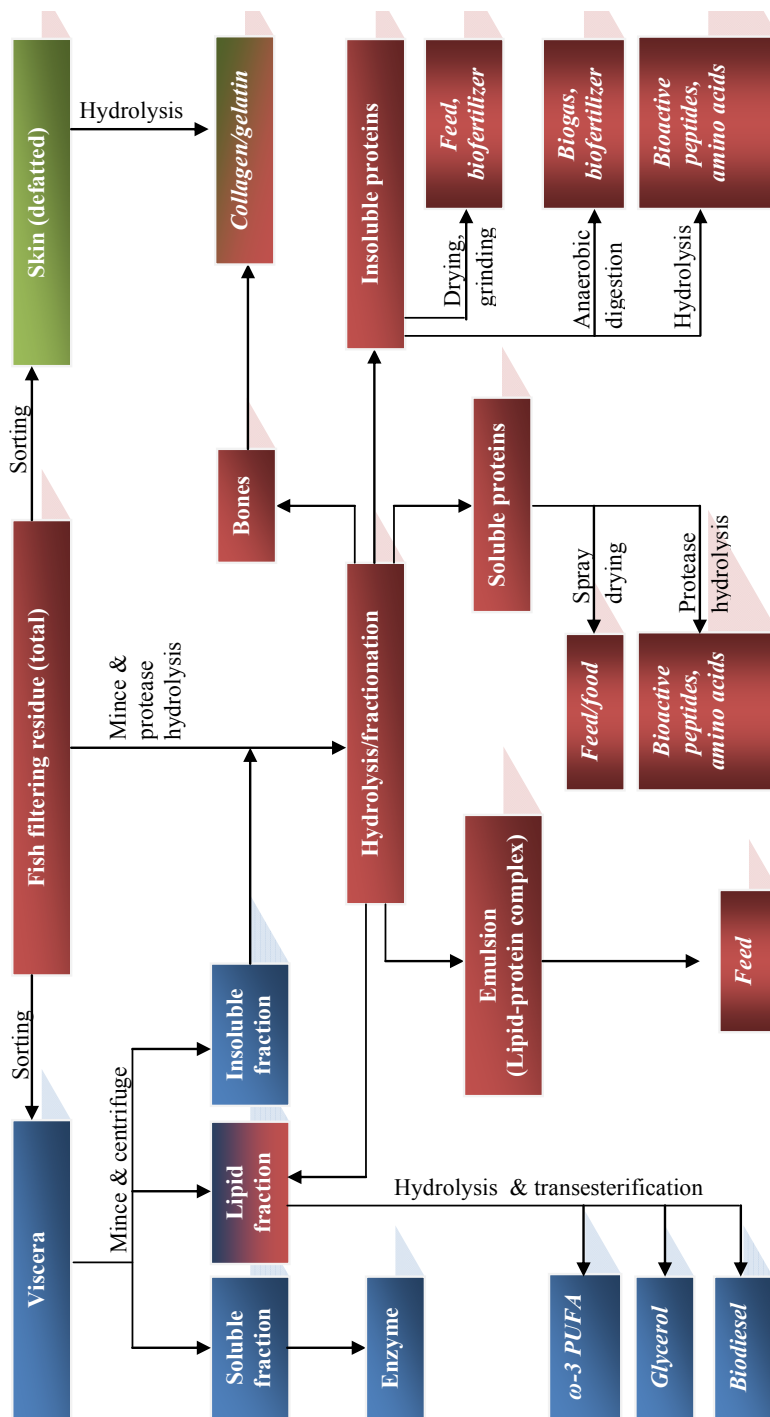 Fish filtering residue (total)
Sorting
Sorting
Viscera
Skin (defatted)
Mince & centrifuge
Mince &
protease
hydrolysis
Hydrolysis
Soluble
fraction
Lipid
fraction
Insoluble
fraction
Bones
Collagen/gelatin
Enzyme
Hydrolysis/fractionation
Insoluble proteins
Hydrolysis & transesterification
Emulsion
(Lipid-protein complex)
Soluble proteins
Drying,
grinding
Feed,
biofertilizer
Anaerobic
digestion
Biogas,
biofertilizer
Hydrolysis
Bioactive
peptides,
amino acids
Spray
drying
Feed/food
Protease
hydrolysis
Bioactive
peptides,
amino acids
ω-3 PUFA
Glycerol
Biodiesel
Feed